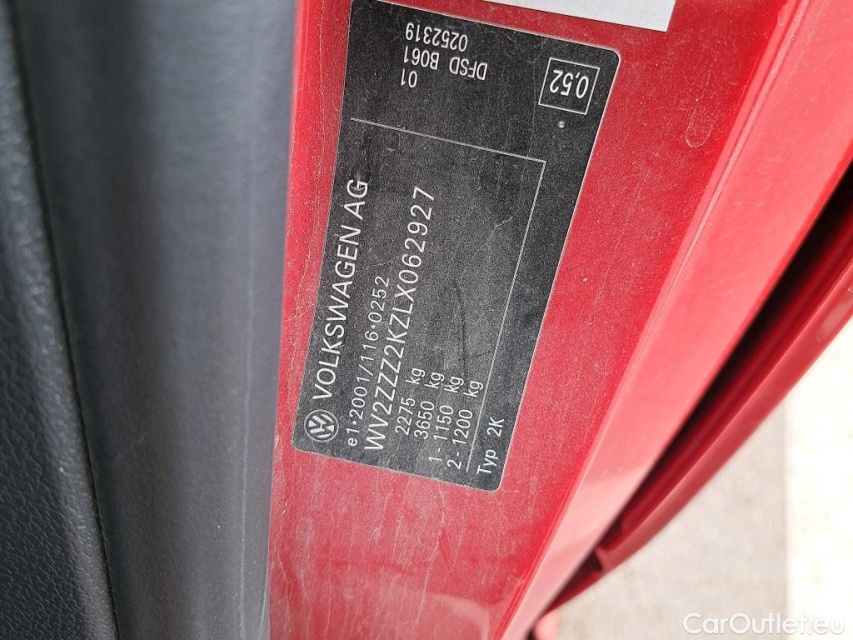 VOLKSWAGEN AG
e1*2001/116*0252
WV2ZZZ2KZLX062927
2275 kg
3650 kg
1- 1150 kg
2- 1200 kg
Typ 2K
01
DFSD B061
0252319
0.52
CarOutlet.eu